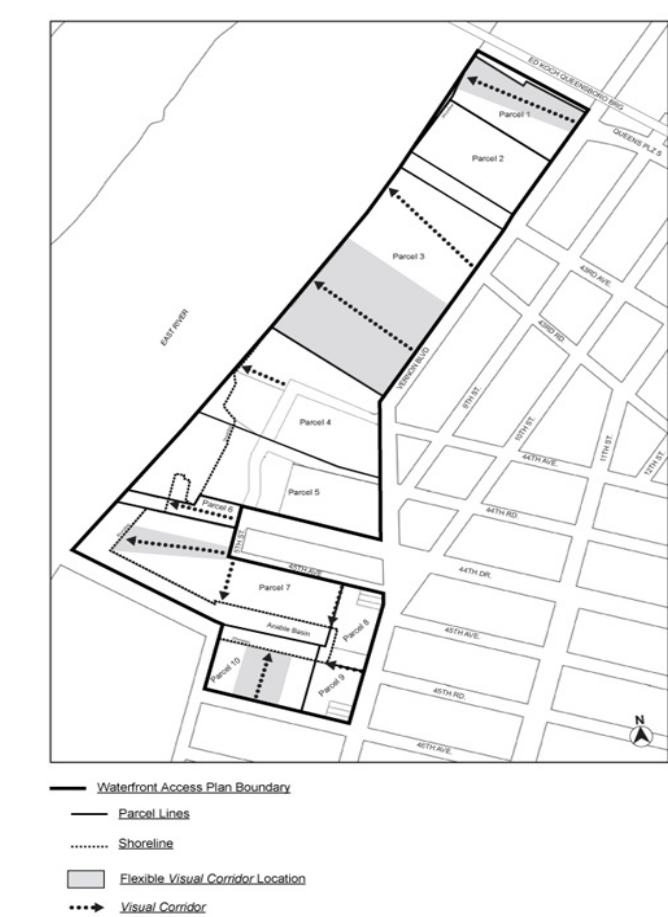 ED KOCH QUEENSBORO BRG
Parcel 1
QUEENS PLZ S
Parcel 2
Parcel 3
43RD AVE.
EAST RIVER
43RD RD.
VERNON BLVD
9TH ST.
10TH ST.
11TH ST.
12TH ST.
Parcel 4
44TH AVE.
Parcel 5
Parcel 6
44TH RD.
5TH ST.
45TH AVE
44TH DR.
Parcel 7
Anable Basin
Parcel 8
45TH AVE.
Parcel 10
Parcel 9
45TH RD.
46TH AVE.
N
Waterfront Access Plan Boundary
Parcel Lines
Shoreline
Flexible Visual Corridor Location
Visual Corridor